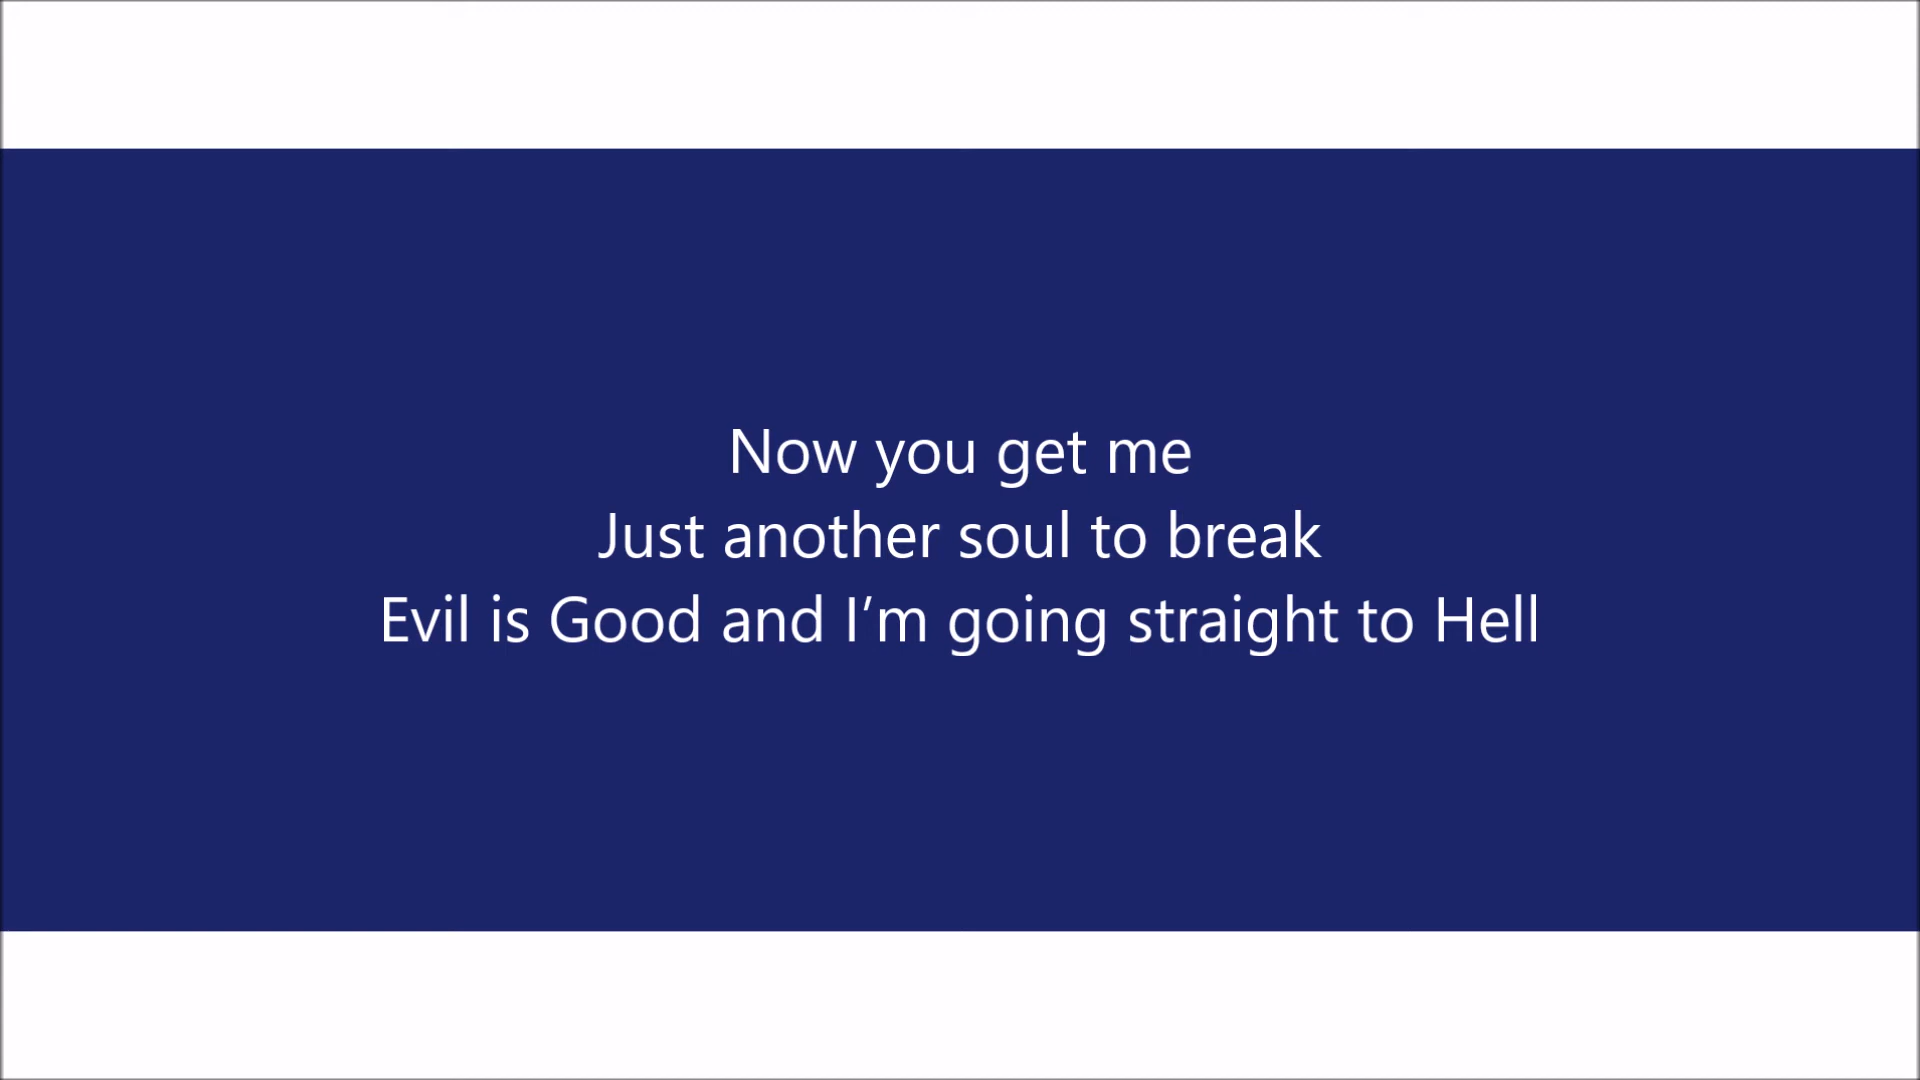 Now you get me
Just another soul to break
Evil is Good and I’m going straight to Hell